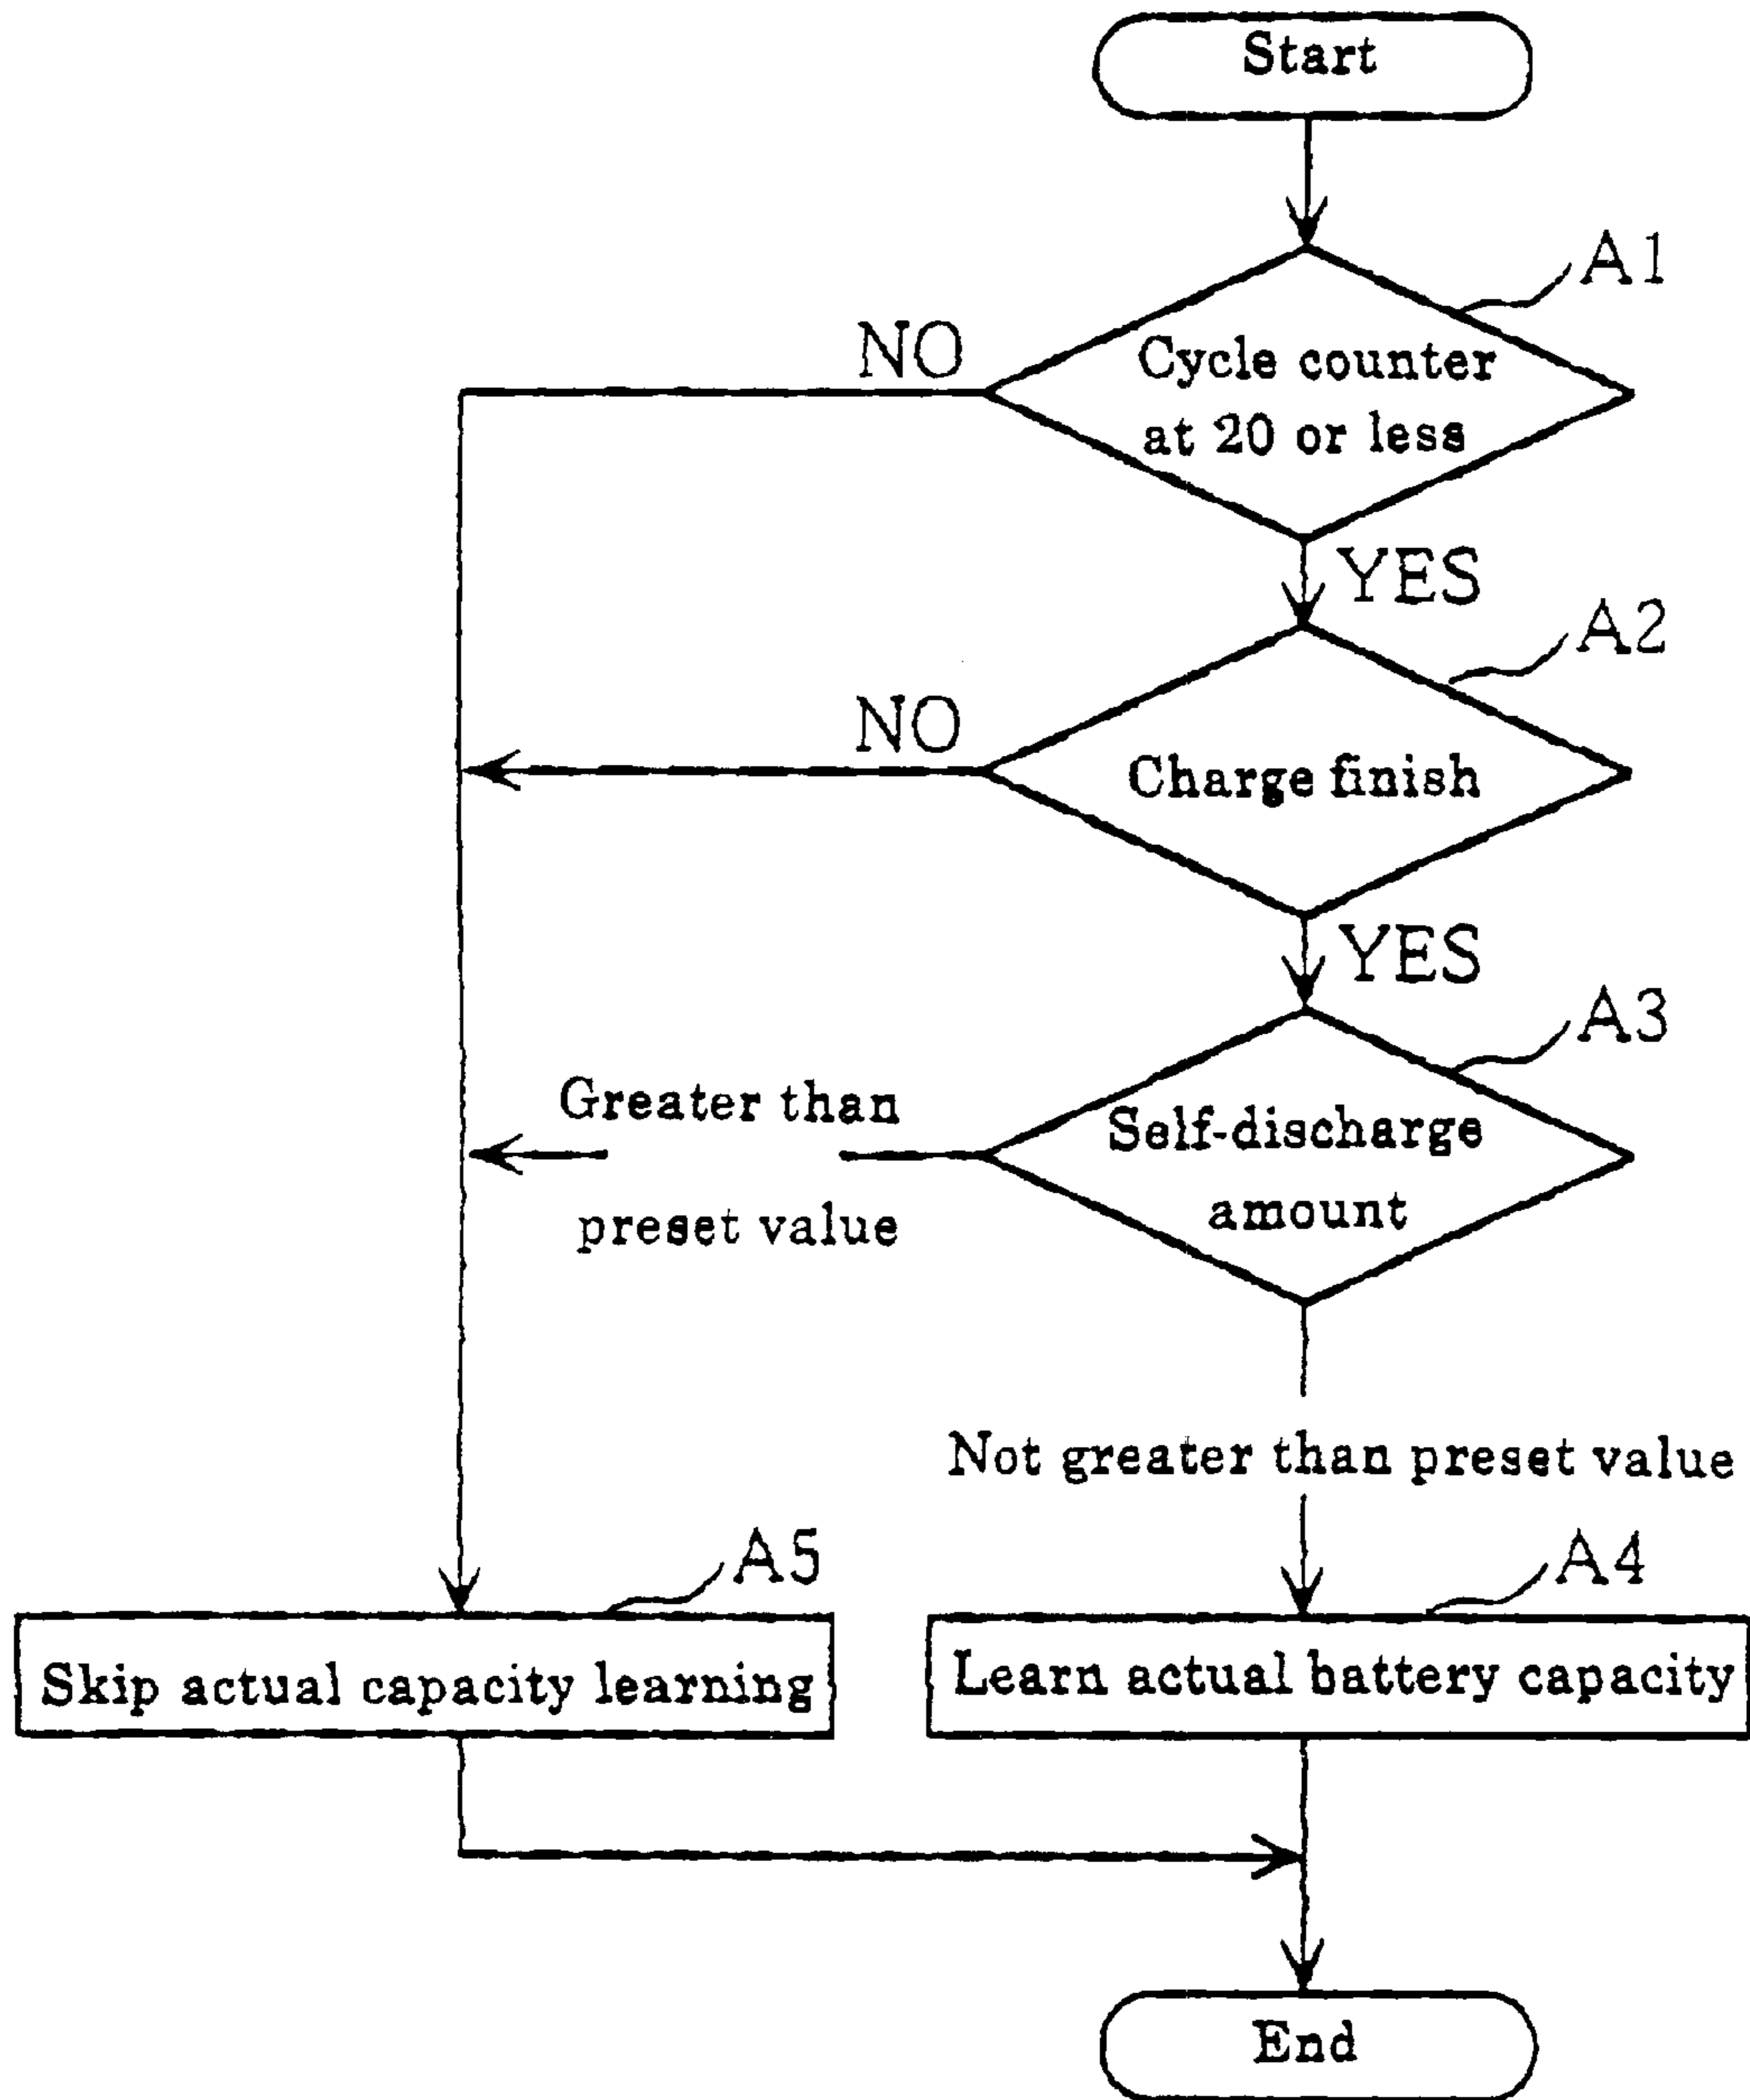 Start
A1
NO
Cycle counter
at 20 or less
YES
A2
NO
Charge finish
YES
A3
Greater than
preset value
Self-discharge
amount
Not greater than preset value
A5
A4
Skip actual capacity learning
Learn actual battery capacity
End